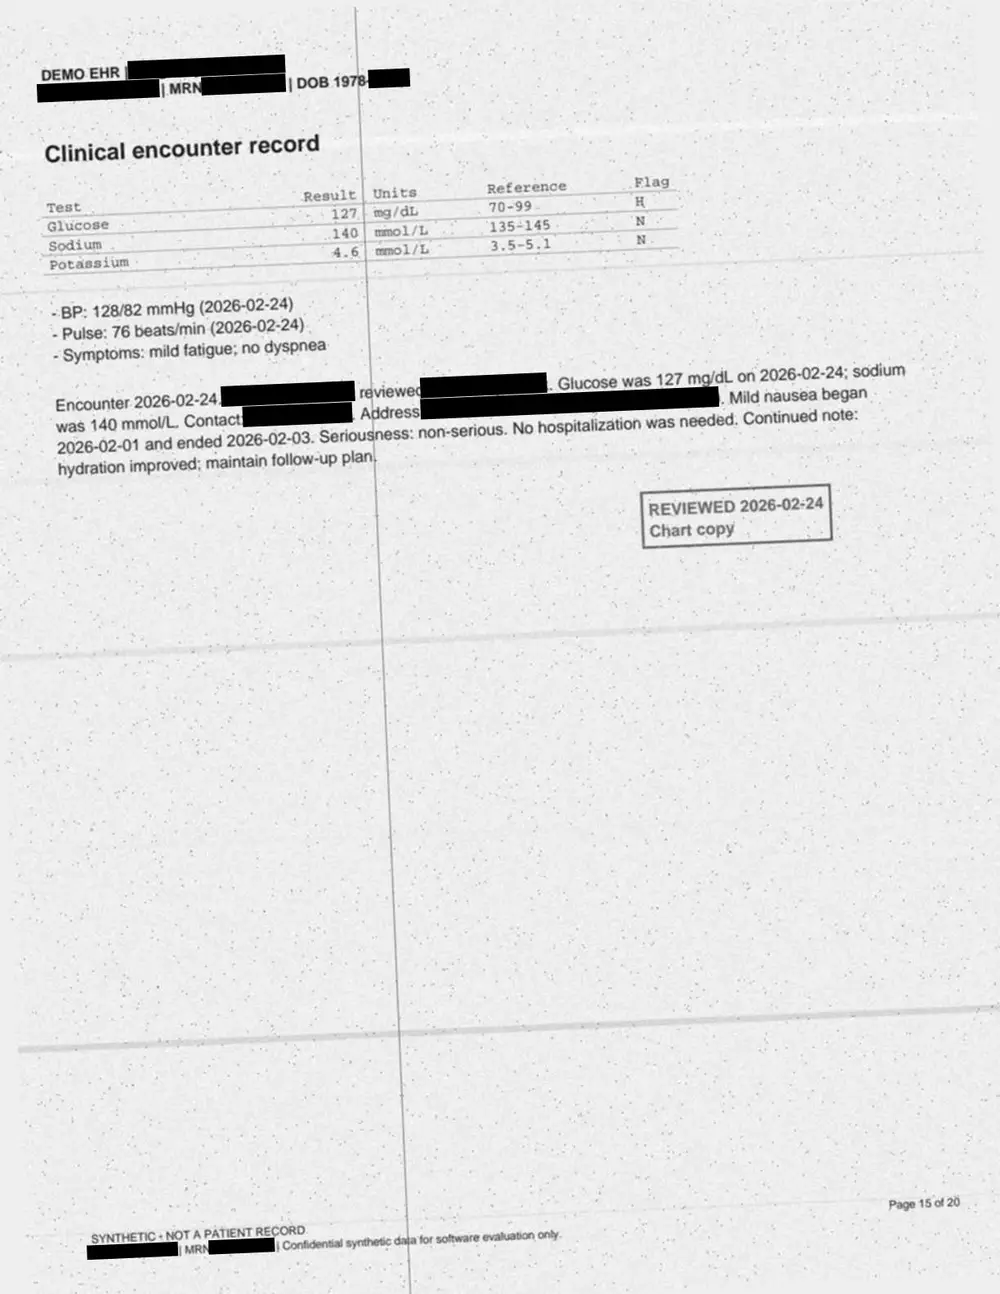 DEMO EHR |
| MRN | DOB 1978-
Clinical encounter record
Test Result Units Reference Flag
Glucose 127 mg/dL 70-99 H
Sodium 140 mmol/L 135-145 N
Potassium 4.6 mmol/L 3.5-5.1 N
- BP: 128/82 mmHg (2026-02-24)
- Pulse: 76 beats/min (2026-02-24)
- Symptoms: mild fatigue; no dyspnea
Encounter 2026-02-24. reviewed . Glucose was 127 mg/dL on 2026-02-24; sodium
was 140 mmol/L. Contact: . Address . Mild nausea began
2026-02-01 and ended 2026-02-03. Seriousness: non-serious. No hospitalization was needed. Continued note:
hydration improved; maintain follow-up plan.
REVIEWED 2026-02-24
Chart copy
Page 15 of 20
SYNTHETIC - NOT A PATIENT RECORD
| MRN | Confidential synthetic data for software evaluation only.